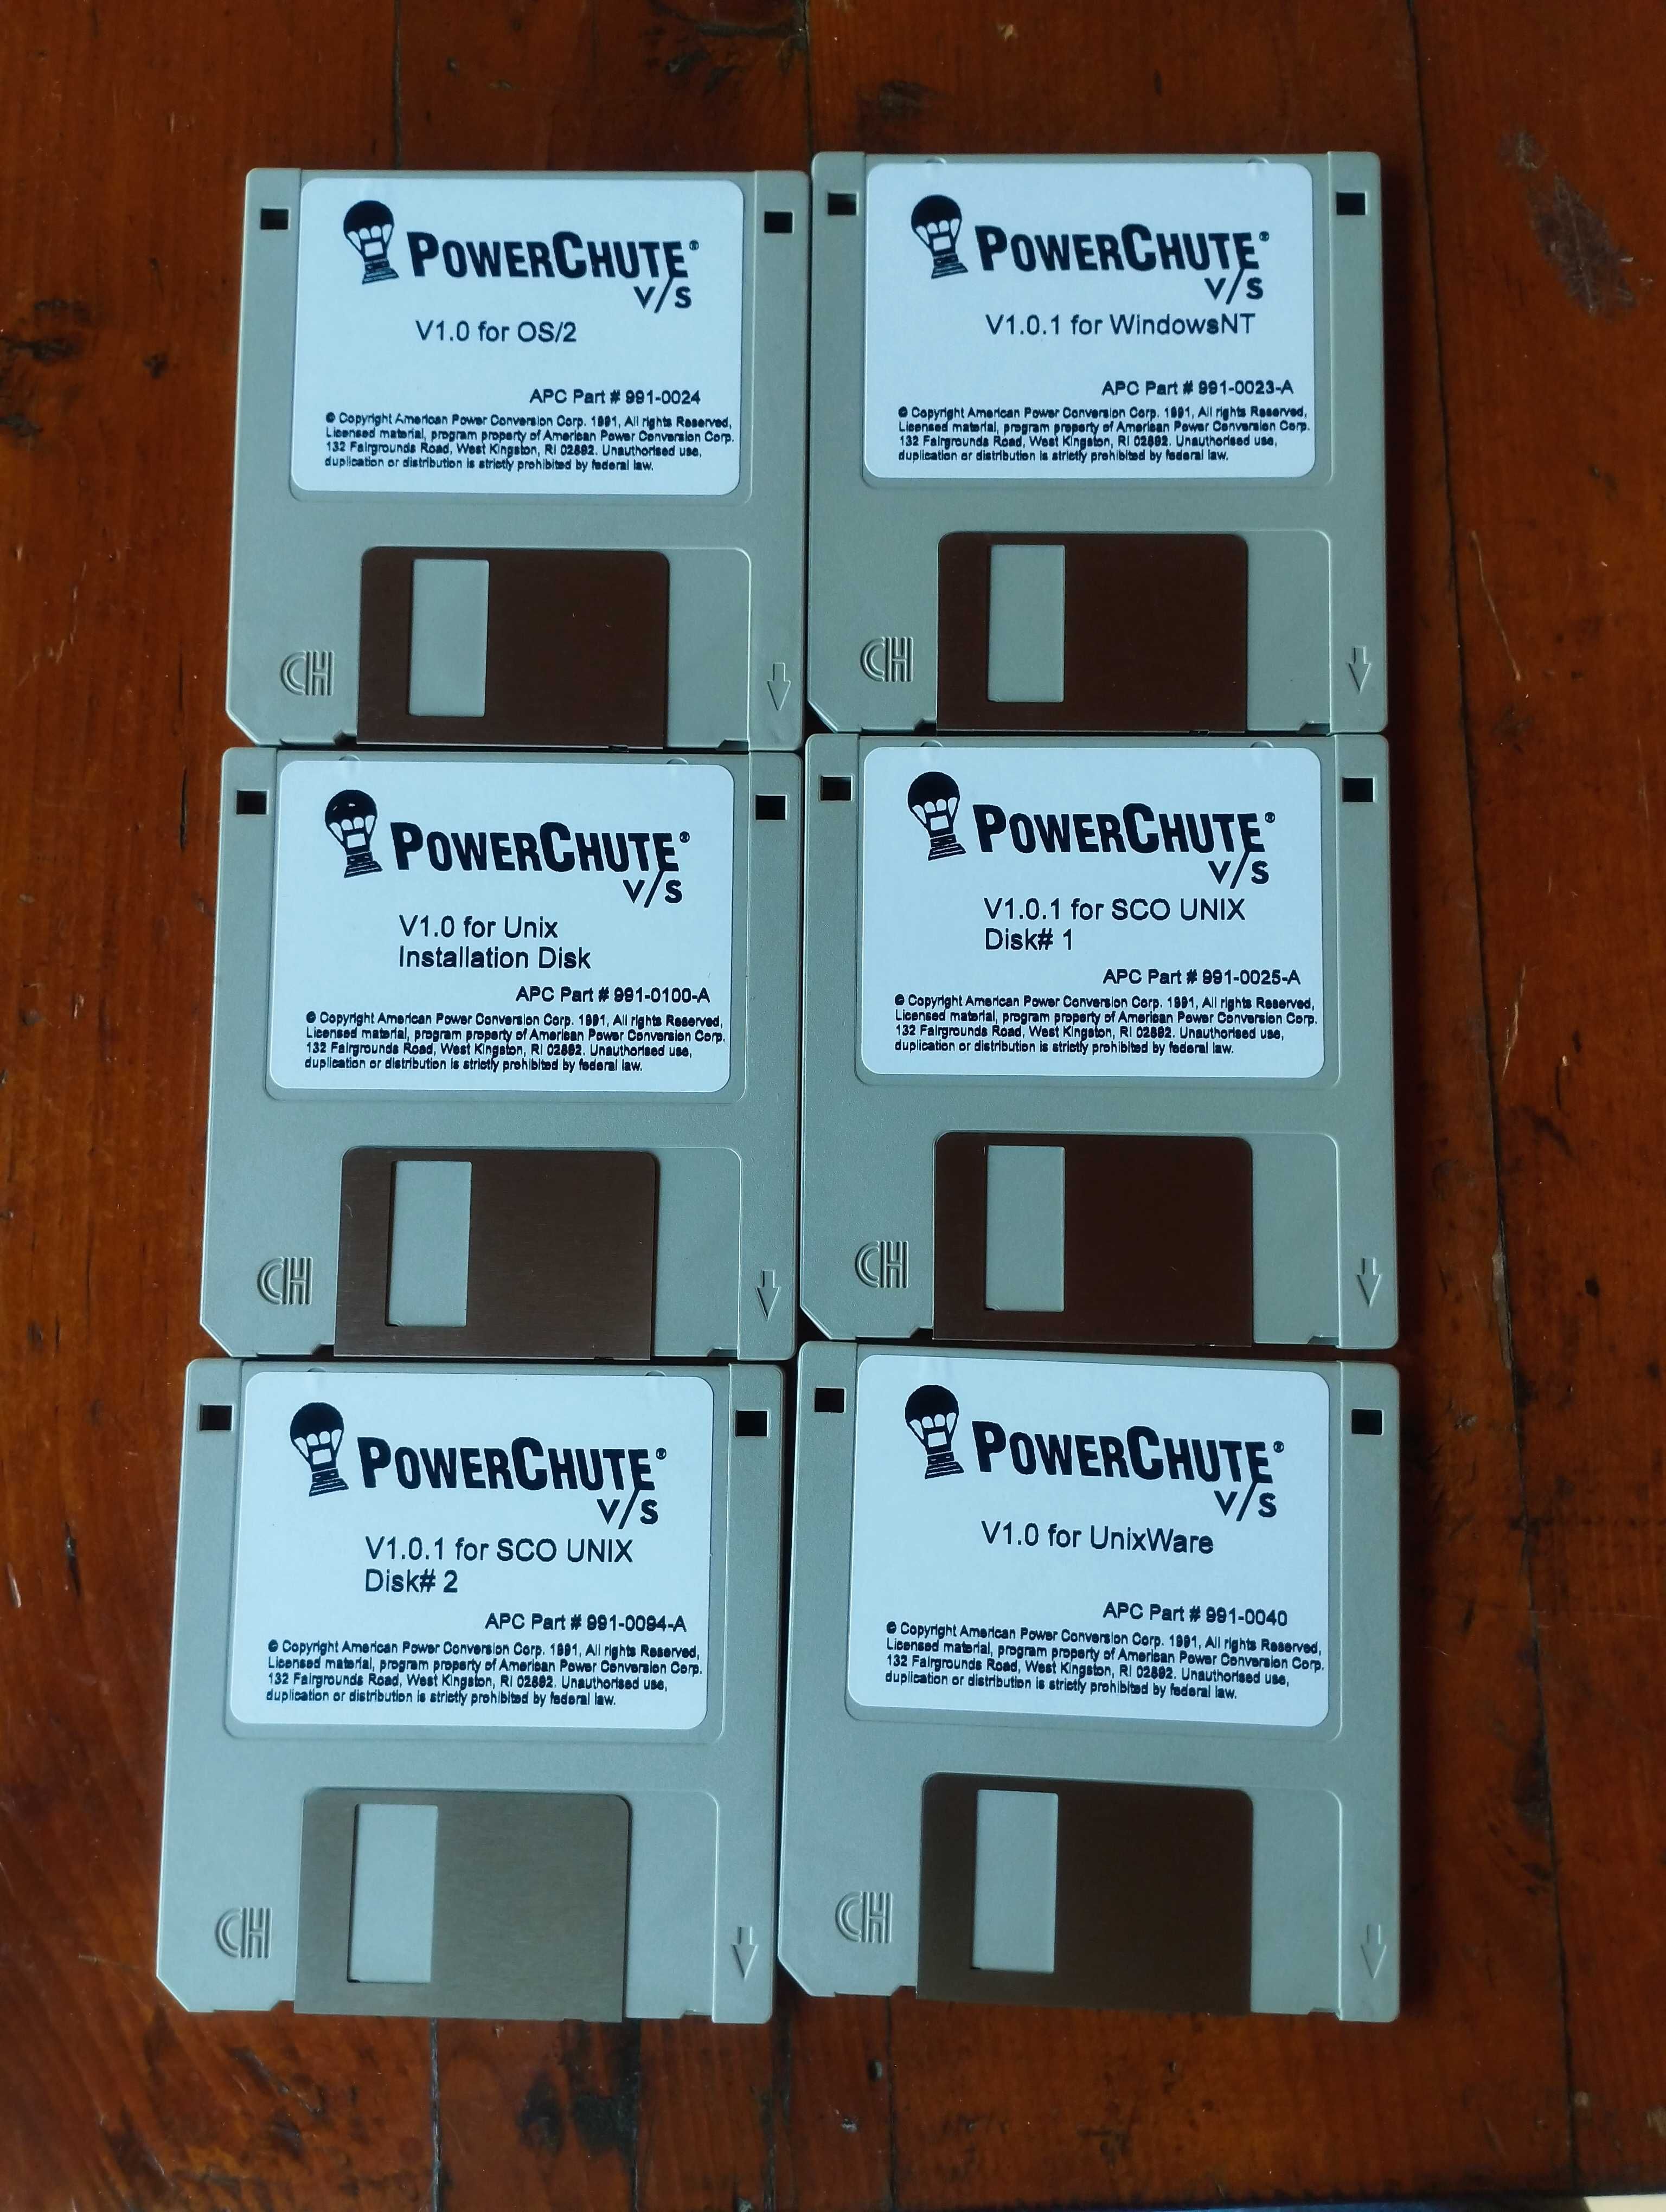 POWERCHUTE®
V/S
V1.0 for OS/2
APC Part # 991-0024
© Copyright American Power Conversion Corp. 1991, All rights Reserved,
Licensed material, program property of American Power Conversion Corp.
132 Fairgrounds Road, West Kingston, RI 02892. Unauthorised use,
duplication or distribution is strictly prohibited by federal law.
CH
POWERCHUTE®
V/S
V1.0.1 for WindowsNT
APC Part # 991-0023-A
© Copyright American Power Conversion Corp. 1991, All rights Reserved,
Licensed material, program property of American Power Conversion Corp.
132 Fairgrounds Road, West Kingston, RI 02892. Unauthorised use,
duplication or distribution is strictly prohibited by federal law.
CH
POWERCHUTE®
V/S
V1.0 for Unix
Installation Disk
APC Part # 991-0100-A
© Copyright American Power Conversion Corp. 1991, All rights Reserved,
Licensed material, program property of American Power Conversion Corp.
132 Fairgrounds Road, West Kingston, RI 02892. Unauthorised use,
duplication or distribution is strictly prohibited by federal law.
CH
POWERCHUTE®
V/S
V1.0.1 for SCO UNIX
Disk# 1
APC Part # 991-0025-A
© Copyright American Power Conversion Corp. 1991, All rights Reserved,
Licensed material, program property of American Power Conversion Corp.
132 Fairgrounds Road, West Kingston, RI 02892. Unauthorised use,
duplication or distribution is strictly prohibited by federal law.
CH
POWERCHUTE®
V/S
V1.0.1 for SCO UNIX
Disk# 2
APC Part # 991-0094-A
© Copyright American Power Conversion Corp. 1991, All rights Reserved,
Licensed material, program property of American Power Conversion Corp.
132 Fairgrounds Road, West Kingston, RI 02892. Unauthorised use,
duplication or distribution is strictly prohibited by federal law.
CH
POWERCHUTE®
V/S
V1.0 for UnixWare
APC Part # 991-0040
© Copyright American Power Conversion Corp. 1991, All rights Reserved,
Licensed material, program property of American Power Conversion Corp.
132 Fairgrounds Road, West Kingston, RI 02892. Unauthorised use,
duplication or distribution is strictly prohibited by federal law.
CH